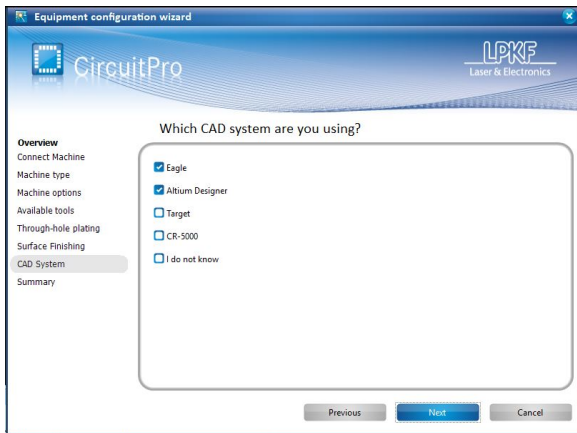 Equipment configuration wizard
CircuitPro
LPKF
Laser & Electronics
Which CAD system are you using?
Overview
Connect Machine
Machine type
Machine options
Available tools
Through-hole plating
Surface Finishing
CAD System
Summary
Eagle
Altium Designer
Target
CR-5000
I do not know
Previous
Next
Cancel